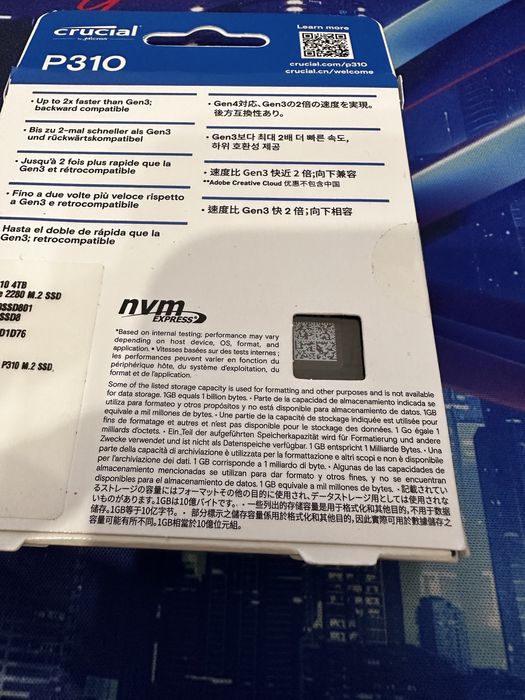 crucial
by Micron
Learn more
crucial.com/p310
crucial.cn/welcome
P310
• Up to 2x faster than Gen3;
backward compatible
• Bis zu 2-mal schneller als Gen3
und rückwärtskompatibel
• Jusqu'à 2 fois plus rapide que la
Gen3 et rétrocompatible
• Fino a due volte più veloce rispetto
a Gen3 e retrocompatibile
Hasta el doble de rápida que la
Gen3; retrocompatible
• Gen4対応、Gen3の2倍の速度を実現。
後方互換性あり。
• Gen3보다 최대 2배 더 빠른 속도,
하위 호환성 제공
• 速度比 Gen3 快近 2 倍;向下兼容
**Adobe Creative Cloud 优惠不包含中国
• 速度比 Gen3 快 2 倍;向下相容
10 4TB
2280 M.2 SSD
SSD801
SSD8
D1D76
P310 M.2 SSD,
nvm
EXPRESS
*Based on internal testing; performance may vary
depending on host device, OS, format, and
application. • Vitesses basées sur des tests internes ;
les performances peuvent varier en fonction du
périphérique hôte, du système d'exploitation, du
format et de l'application.
Some of the listed storage capacity is used for formatting and other purposes and is not available
for data storage. 1GB equals 1 billion bytes. • Parte de la capacidad de almacenamiento indicada se
utiliza para formateo y otros propósitos y no está disponible para almacenamiento de datos. 1GB
equivale a mil millones de bytes. • Une partie de la capacité de stockage indiquée est utilisée pour
fins de formatage et autres et n'est pas disponible pour le stockage des données. 1 Go égale 1
milliards d'octets. • Ein Teil der aufgeführten Speicherkapazität wird für Formatierung und andere
Zwecke verwendet und ist nicht als Datenspeicher verfügbar. 1 GB entspricht 1 Milliarde Bytes. • Una
parte della capacità di archiviazione è utilizzata per la formattazione e altri scopi e non è disponibile
per l'archiviazione dei dati. 1 GB corrisponde a 1 miliardo di byte. • Algunas de las capacidades de
almacenamiento mencionadas se utilizan para dar formato y otros fines, y no se encuentran
disponibles para el almacenamiento de datos. 1 GB equivale a mil millones de bytes. • 記載されてい
るストレージの容量にはフォーマットその他の目的に使用され、データストレージ用としては使用されな
いものがあります。1GBは10億バイトです。 • 一些列出的存储容量是用于格式化和其他目的,不用于数据
储存。1GB等于10亿字节。 • 部分標示之儲存容量係用於格式化和其他目的,因此實際可用於數據儲存之
容量可能有所不同。1GB相當於10億位元組。